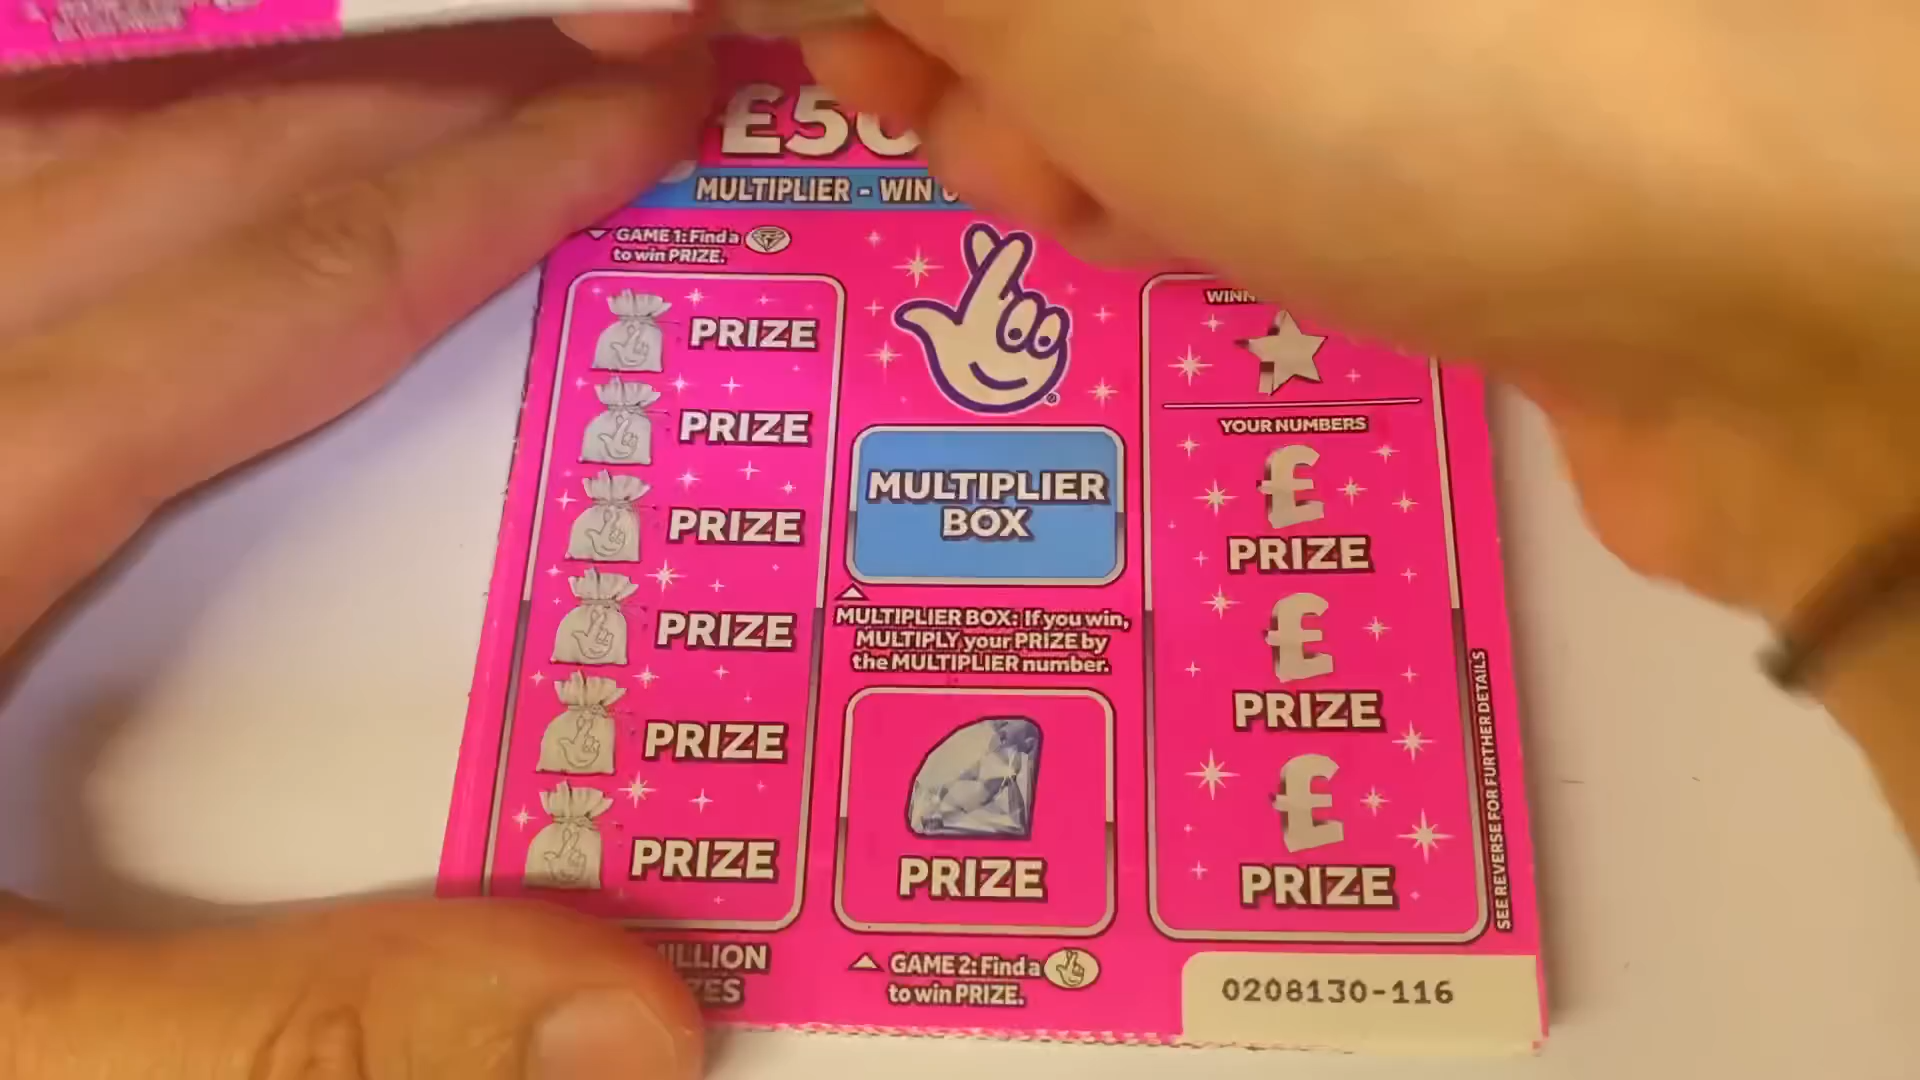 £50
MULTIPLIER - WIN
GAME 1: Find a
to win PRIZE.
PRIZE
PRIZE
PRIZE
PRIZE
PRIZE
PRIZE
MULTIPLIER
BOX
MULTIPLIER BOX: If you win,
MULTIPLY your PRIZE by
the MULTIPLIER number.
PRIZE
GAME 2: Find a
to win PRIZE.
YOUR NUMBERS
£
PRIZE
£
PRIZE
£
PRIZE
SEE REVERSE FOR FURTHER DETAILS
0208130-116